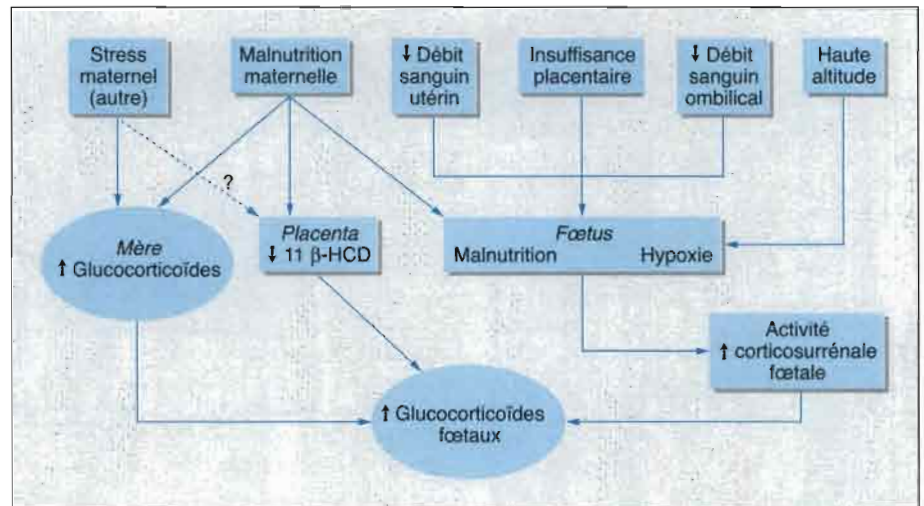 Stress
maternel
(autre)
Malnutrition
maternelle
↓ Débit
sanguin
utérin
Insuffisance
placentaire
↓ Débit
sanguin
ombilical
Haute
altitude
?
Mère
↑ Glucocorticoïdes
Placenta
↓ 11 β-HCD
Fœtus
Malnutrition Hypoxie
Activité
↑ corticosurrénale
fœtale
↑ Glucocorticoïdes
fœtaux